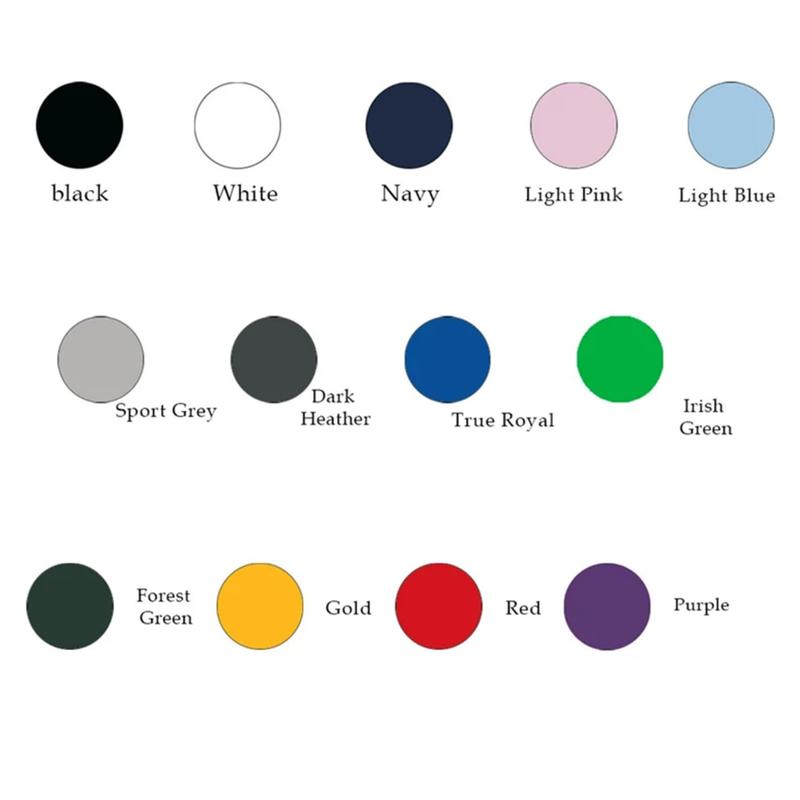 black
White
Navy
Light Pink
Light Blue
Sport Grey
Dark
Heather
True Royal
Irish
Green
Forest
Green
Gold
Red
Purple